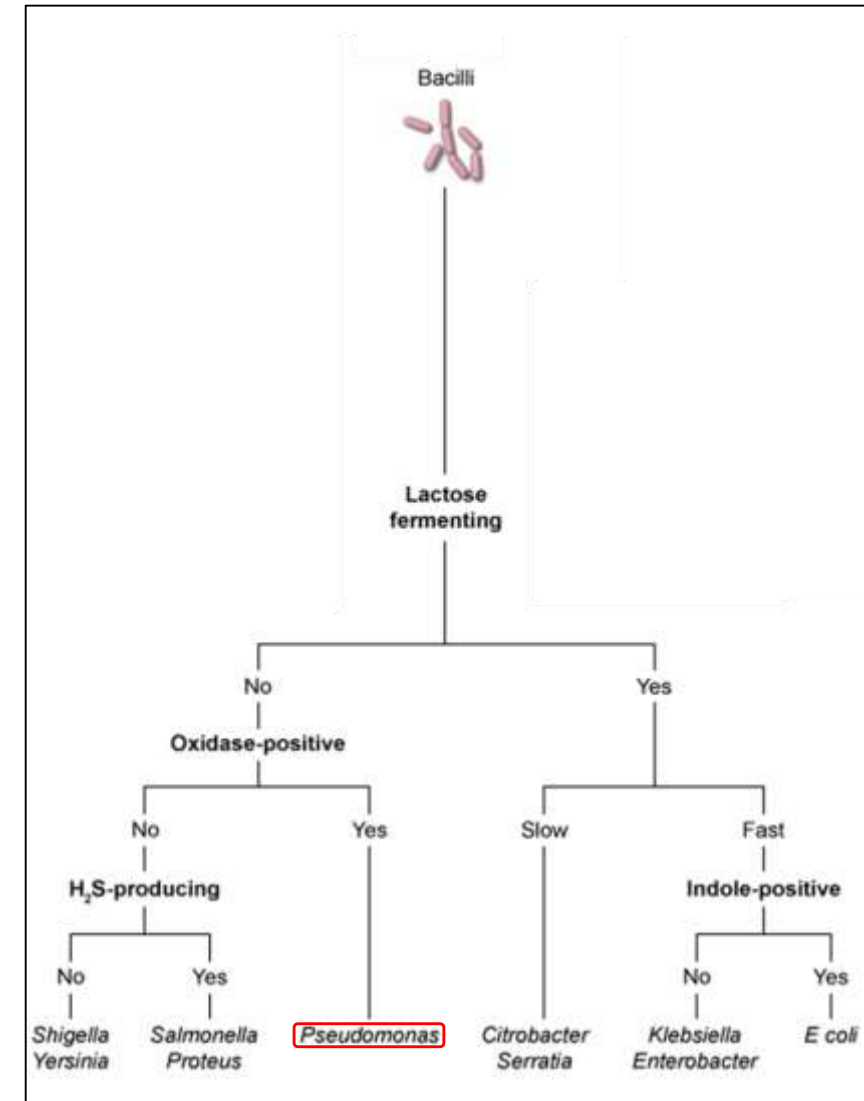 Bacilli
Lactose
fermenting
No
Yes
Oxidase-positive
No
Yes
Slow
Fast
H₂S-producing
Indole-positive
No
Yes
No
Yes
Shigella
Yersinia
Salmonella
Proteus
Pseudomonas
Citrobacter
Serratia
Klebsiella
Enterobacter
E coli